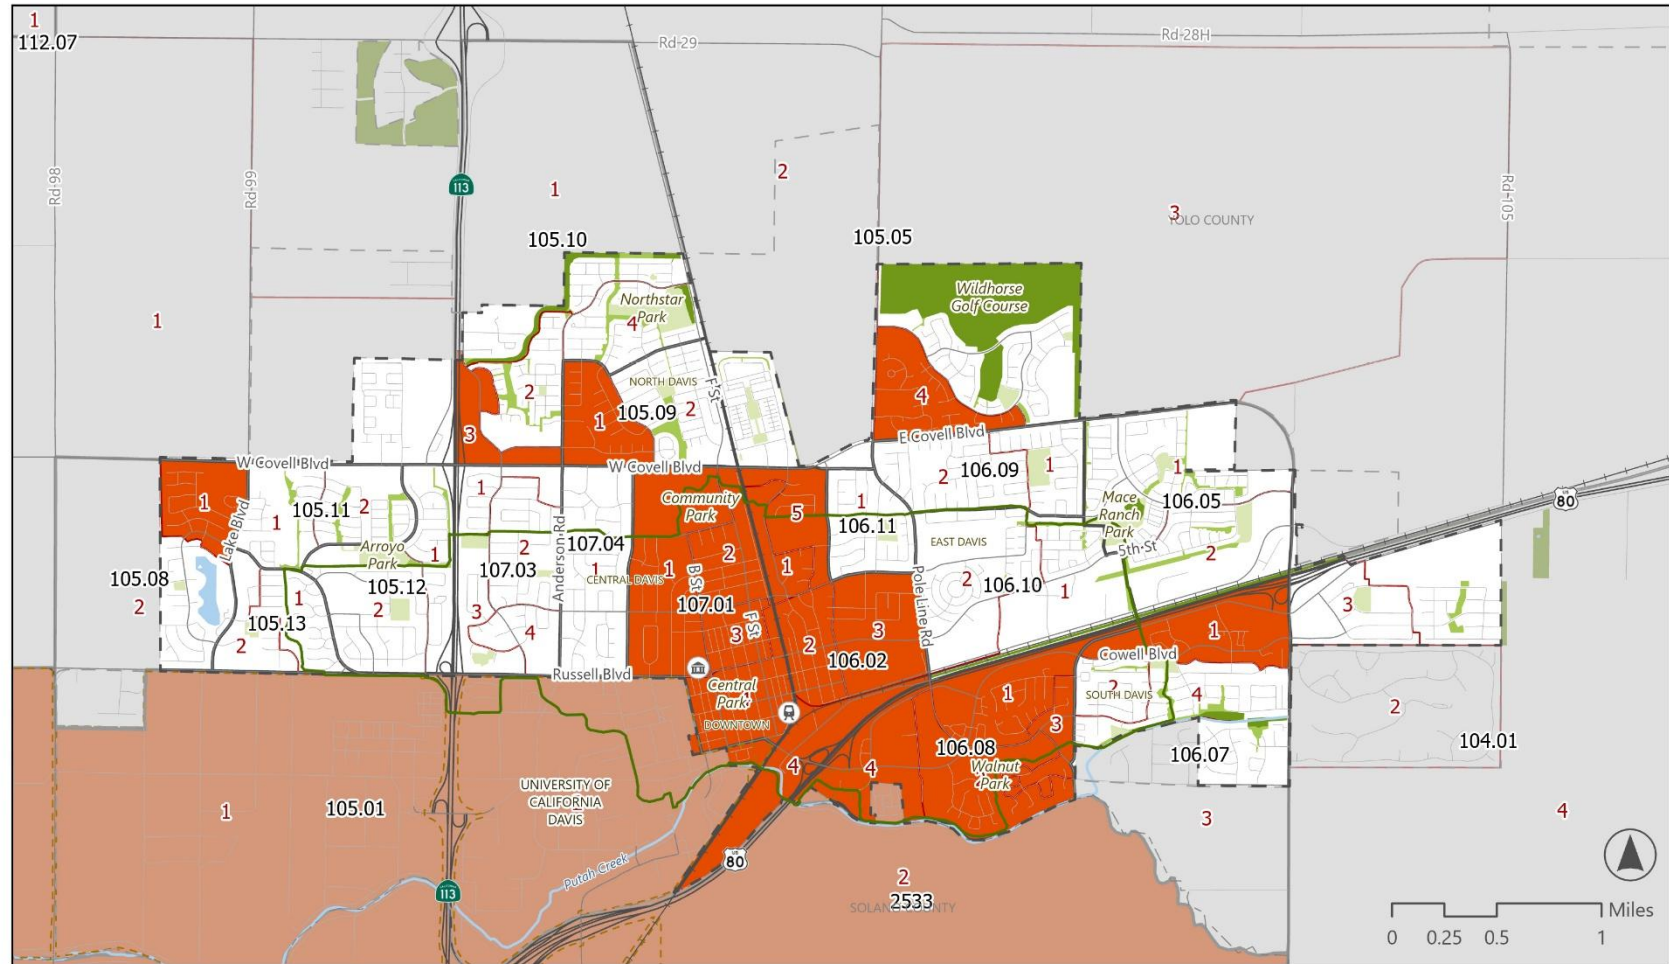 1
112.07
Rd 29
Rd 28H
Rd 98
Rd 99
113
1
2
3
YOLO COUNTY
Rd 105
105.10
105.05
Wildhorse
Golf Course
Northstar
Park
4
1
2
NORTH DAVIS
F St
4
1
105.09
2
3
E Covell Blvd
W Covell Blvd
W Covell Blvd
2
106.09
1
1
1
105.11
2
1
Community
Park
1
106.11
Mace
Ranch
Park
106.05
80
Lake Blvd
1
Arroyo
Park
1
2
Anderson Rd
107.04
5
EAST DAVIS
5th St
2
105.08
2
105.12
2
107.03
1
CENTRAL DAVIS
1
2
1
B St
107.01
2
106.10
1
1
105.13
2
3
4
3
F St
2
3
106.02
Pole Line Rd
1
3
Cowell Blvd
Russell Blvd
Central
Park
DOWNTOWN
1
3
2
SOUTH DAVIS
4
2
104.01
106.08
Walnut
Park
106.07
4
4
UNIVERSITY OF
CALIFORNIA
DAVIS
1
105.01
3
4
Putah Creek
80
113
2
2533
SOLANO COUNTY
Miles
0
0.25
0.5
1